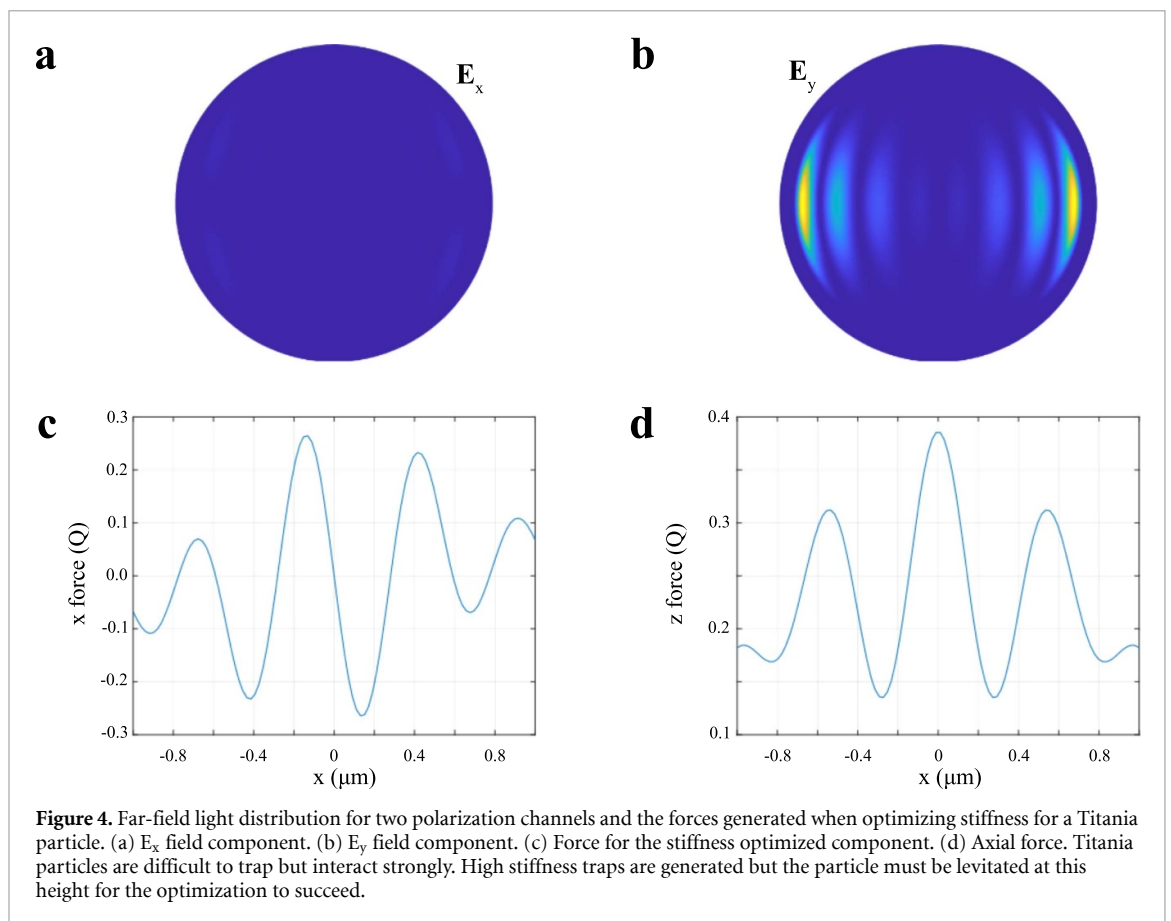 a
E_x
b
E_y
c
0.3
0.2
0.1
0.0
-0.1
-0.2
-0.3
x force (Q)
-0.8 -0.4 0 0.4 0.8
x (μm)
d
0.4
0.3
0.2
0.1
z force (Q)
-0.8 -0.4 0 0.4 0.8
x (μm)
Figure 4. Far-field light distribution for two polarization channels and the forces generated when optimizing stiffness for a Titania
particle. (a) E_x field component. (b) E_y field component. (c) Force for the stiffness optimized component. (d) Axial force. Titania
particles are difficult to trap but interact strongly. High stiffness traps are generated but the particle must be levitated at this
height for the optimization to succeed.